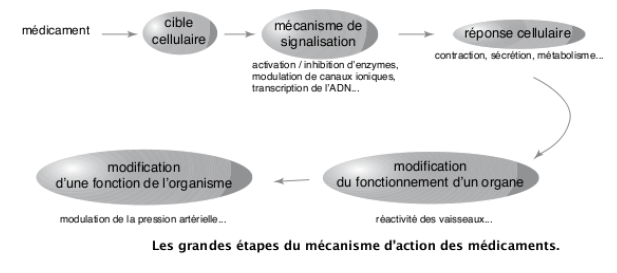 médicament
cible
cellulaire
mécanisme de
signalisation
activation / inhibition d'enzymes,
modulation de canaux ioniques,
transcription de l'ADN...
réponse cellulaire
contraction, sécrétion, métabolisme...
modification
du fonctionnement d'un organe
réactivité des vaisseaux...
modification
d'une fonction de l'organisme
modulation de la pression artérielle...
Les grandes étapes du mécanisme d'action des médicaments.